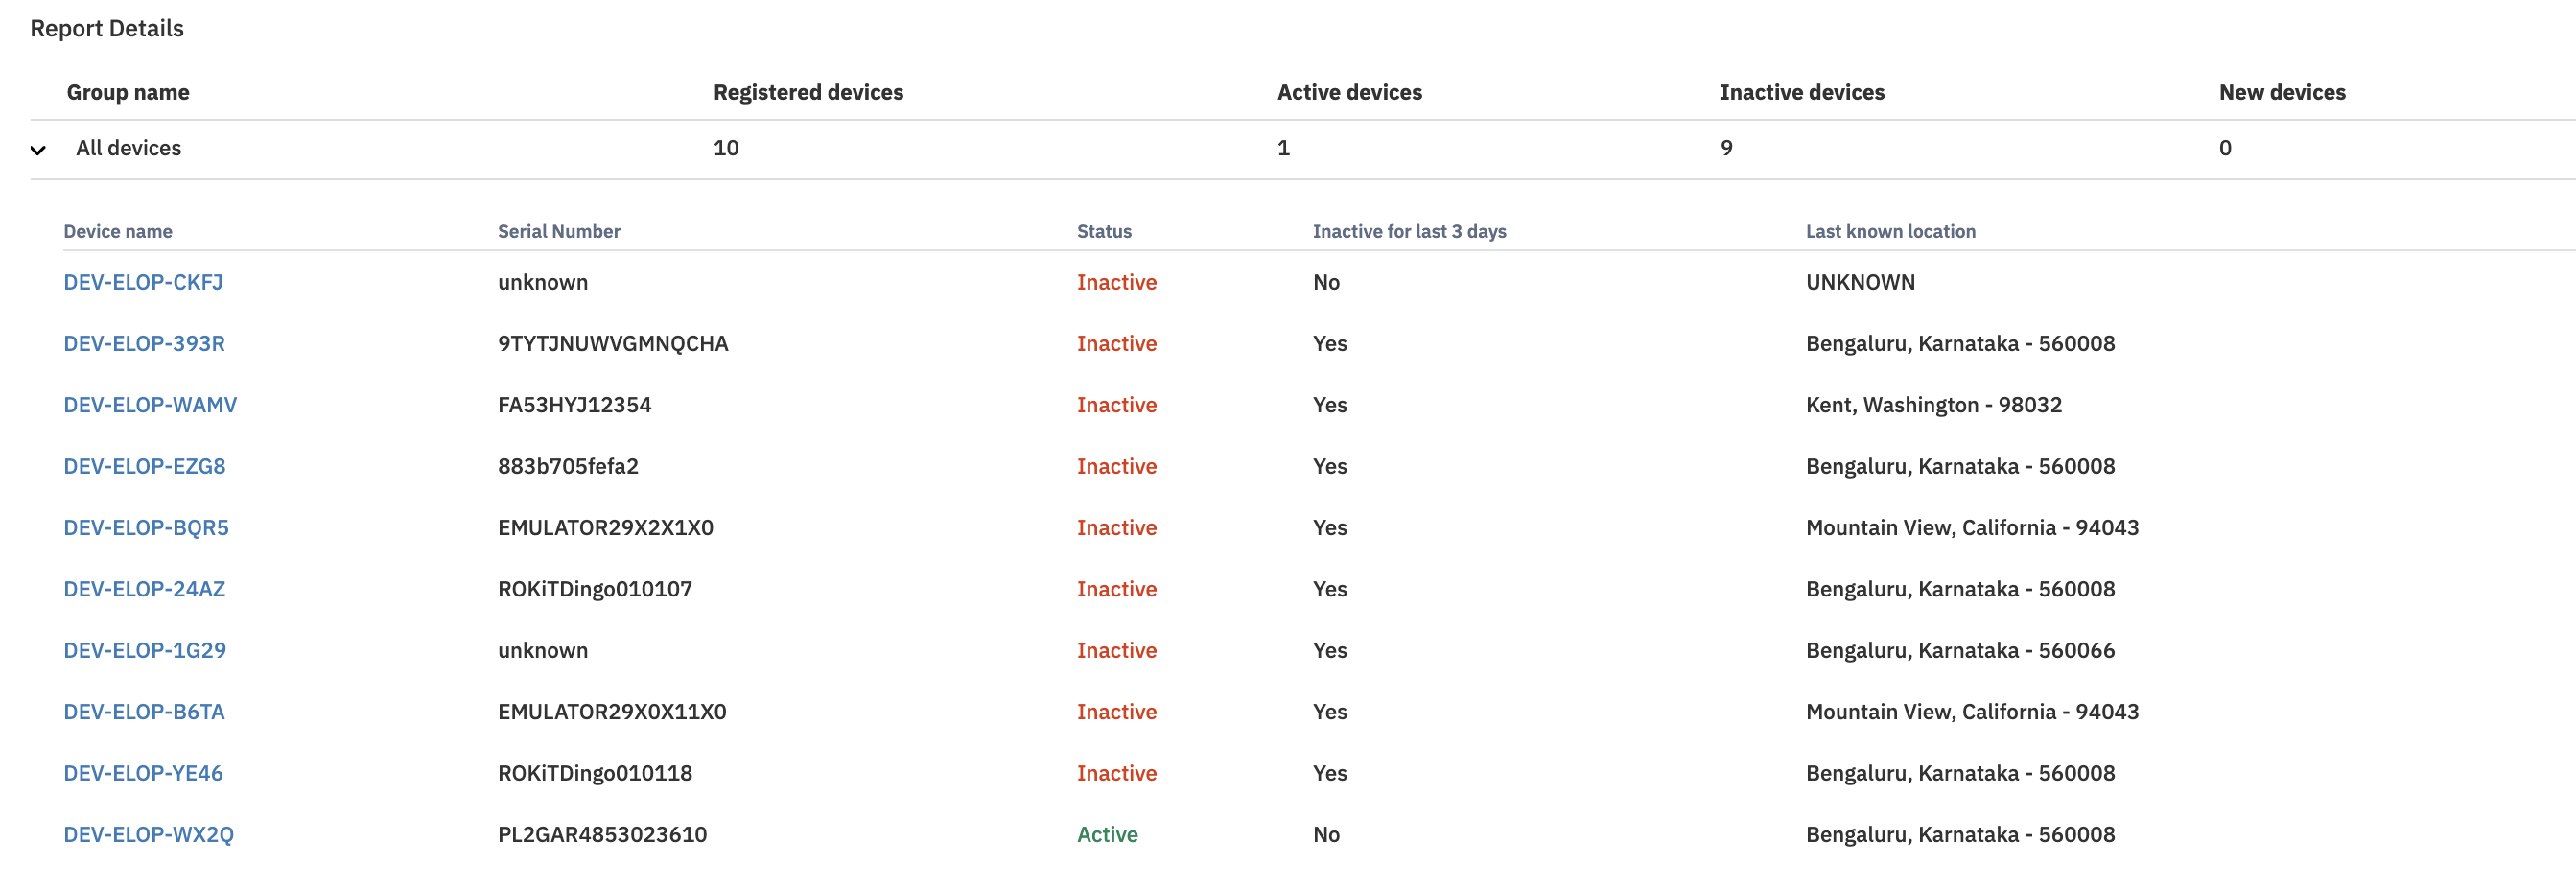 Report Details
Group name Registered devices Active devices Inactive devices New devices
All devices 10 1 9 0
Device name Serial Number Status Inactive for last 3 days Last known location
DEV-ELOP-CKFJ unknown Inactive No UNKNOWN
DEV-ELOP-393R 9TYTJNUWVGMNQCHA Inactive Yes Bengaluru, Karnataka - 560008
DEV-ELOP-WAMV FA53HYJ12354 Inactive Yes Kent, Washington - 98032
DEV-ELOP-EZG8 883b705fefa2 Inactive Yes Bengaluru, Karnataka - 560008
DEV-ELOP-BQR5 EMULATOR29X2X1X0 Inactive Yes Mountain View, California - 94043
DEV-ELOP-24AZ ROKiTDingo010107 Inactive Yes Bengaluru, Karnataka - 560008
DEV-ELOP-1G29 unknown Inactive Yes Bengaluru, Karnataka - 560066
DEV-ELOP-B6TA EMULATOR29X0X11X0 Inactive Yes Mountain View, California - 94043
DEV-ELOP-YE46 ROKiTDingo010118 Inactive Yes Bengaluru, Karnataka - 560008
DEV-ELOP-WX2Q PL2GAR4853023610 Active No Bengaluru, Karnataka - 560008